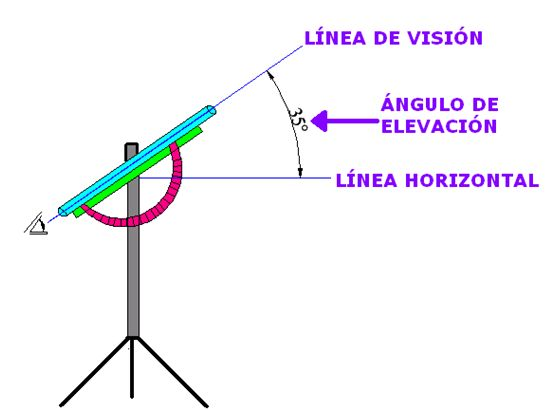 LÍNEA DE VISIÓN
35°
ÁNGULO DE
ELEVACIÓN
LÍNEA HORIZONTAL